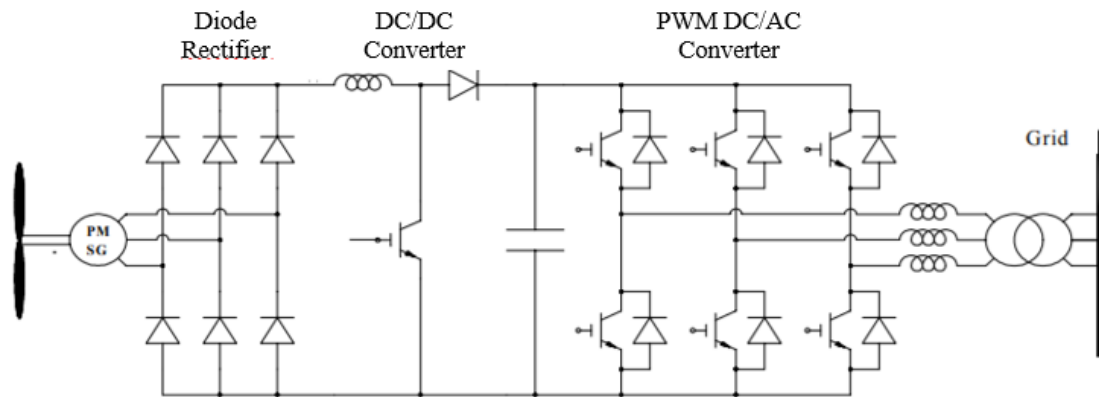 Diode
Rectifier
DC/DC
Converter
PWM DC/AC
Converter
Grid
PM
SG